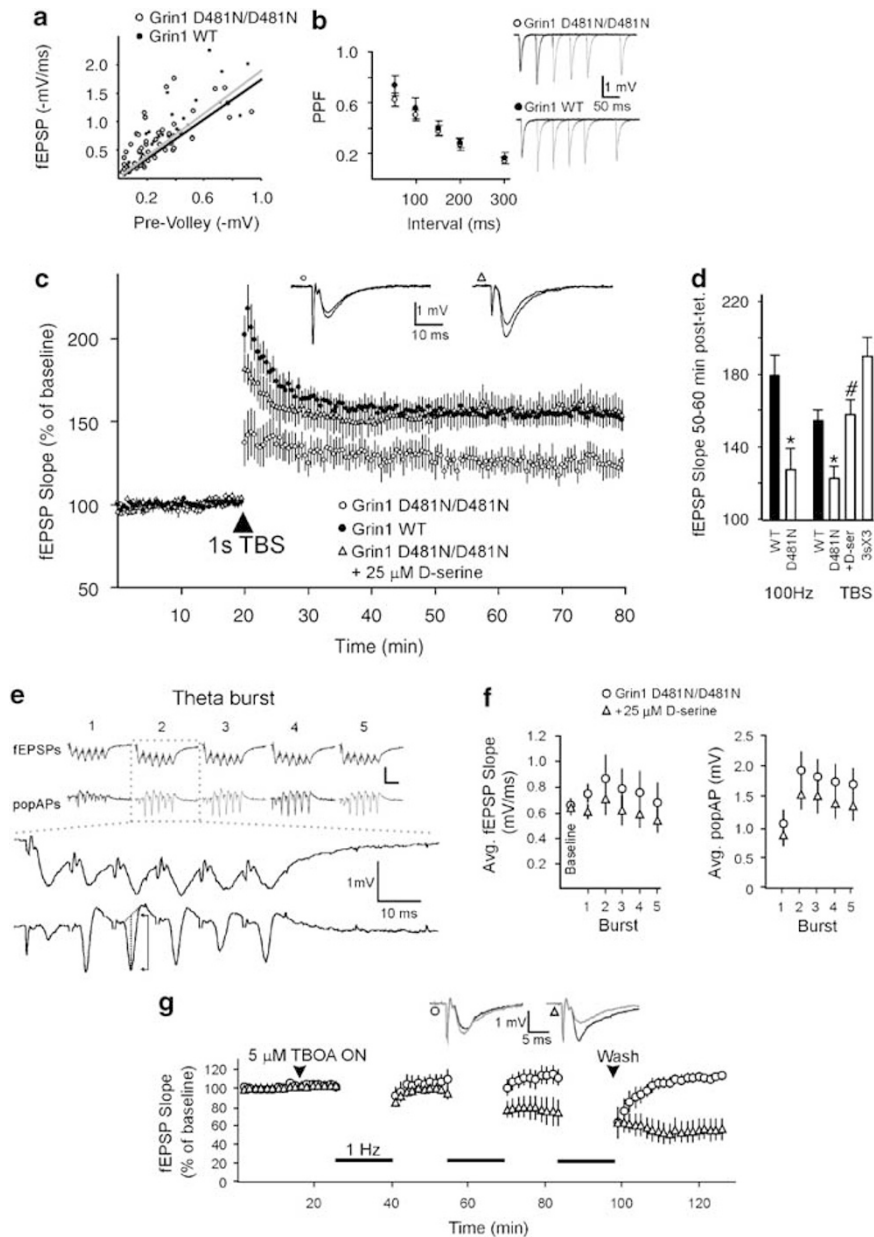 a
○ Grin1 D481N/D481N
• Grin1 WT
fEPSP (-mV/ms)
2.0
1.5
1.0
0.5
0.2
0.6
1.0
Pre-Volley (-mV)
b
PPF
1.0
0.6
0.2
100
200
300
Interval (ms)
○ Grin1 D481N/D481N
1 mV
50 ms
● Grin1 WT
c
fEPSP Slope (% of baseline)
200
150
100
50
○
1 mV
10 ms
△
1s TBS
○ Grin1 D481N/D481N
● Grin1 WT
△ Grin1 D481N/D481N
+ 25 µM D-serine
10
20
30
40
50
60
70
80
Time (min)
d
fEPSP Slope 50-60 min post-tet.
220
180
140
100
*
*
#
WT
D481N
WT
D481N
+D-ser
3sX3
100Hz
TBS
e
Theta burst
1
2
3
4
5
fEPSPs
popAPs
1mV
10 ms
f
○ Grin1 D481N/D481N
△ +25 µM D-serine
Avg. fEPSP Slope
(mV/ms)
1.2
1.0
0.8
0.6
0.4
0.2
Baseline
1
2
3
4
5
Burst
Avg. popAP (mV)
2.5
2.0
1.5
1.0
0.5
0
1
2
3
4
5
Burst
g
○
1 mV
5 ms
△
5 µM TBOA ON
Wash
fEPSP Slope
(% of baseline)
120
100
80
60
40
20
0
1 Hz
20
40
60
80
100
120
Time (min)